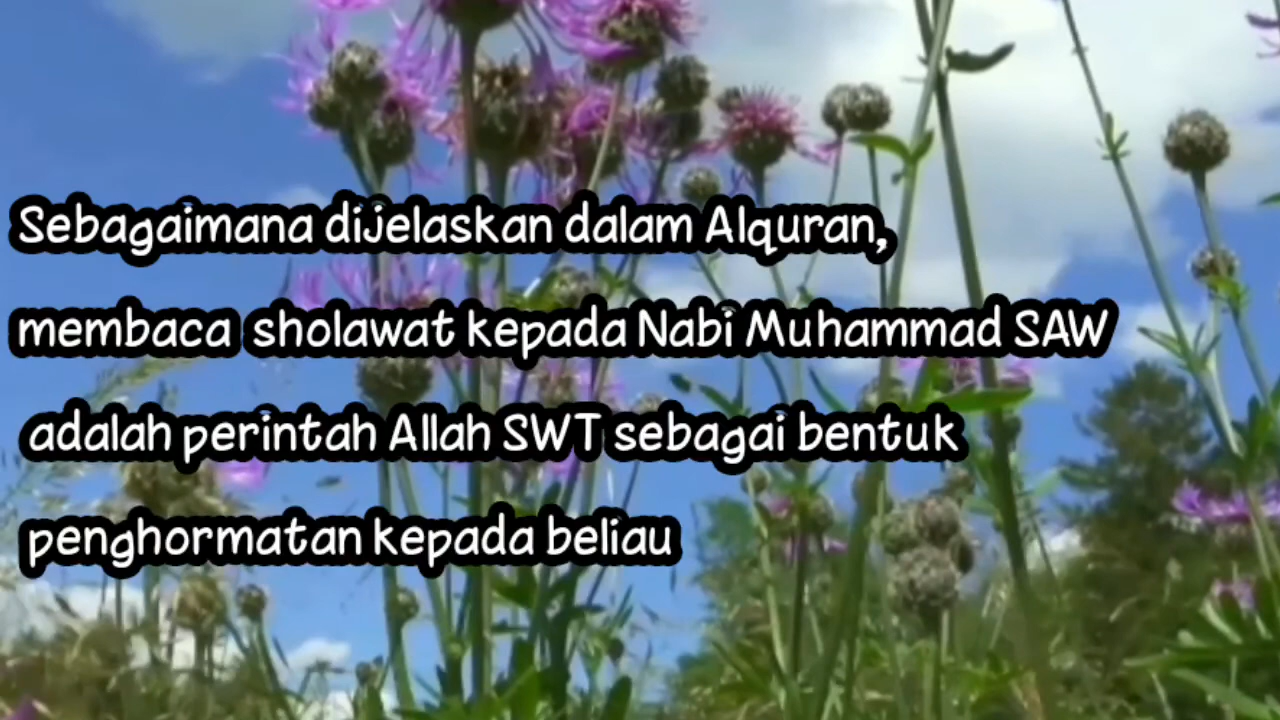 Sebagaimana dijelaskan dalam Alquran,
membaca sholawat kepada Nabi Muhammad SAW
adalah perintah Allah SWT sebagai bentuk
penghormatan kepada beliau